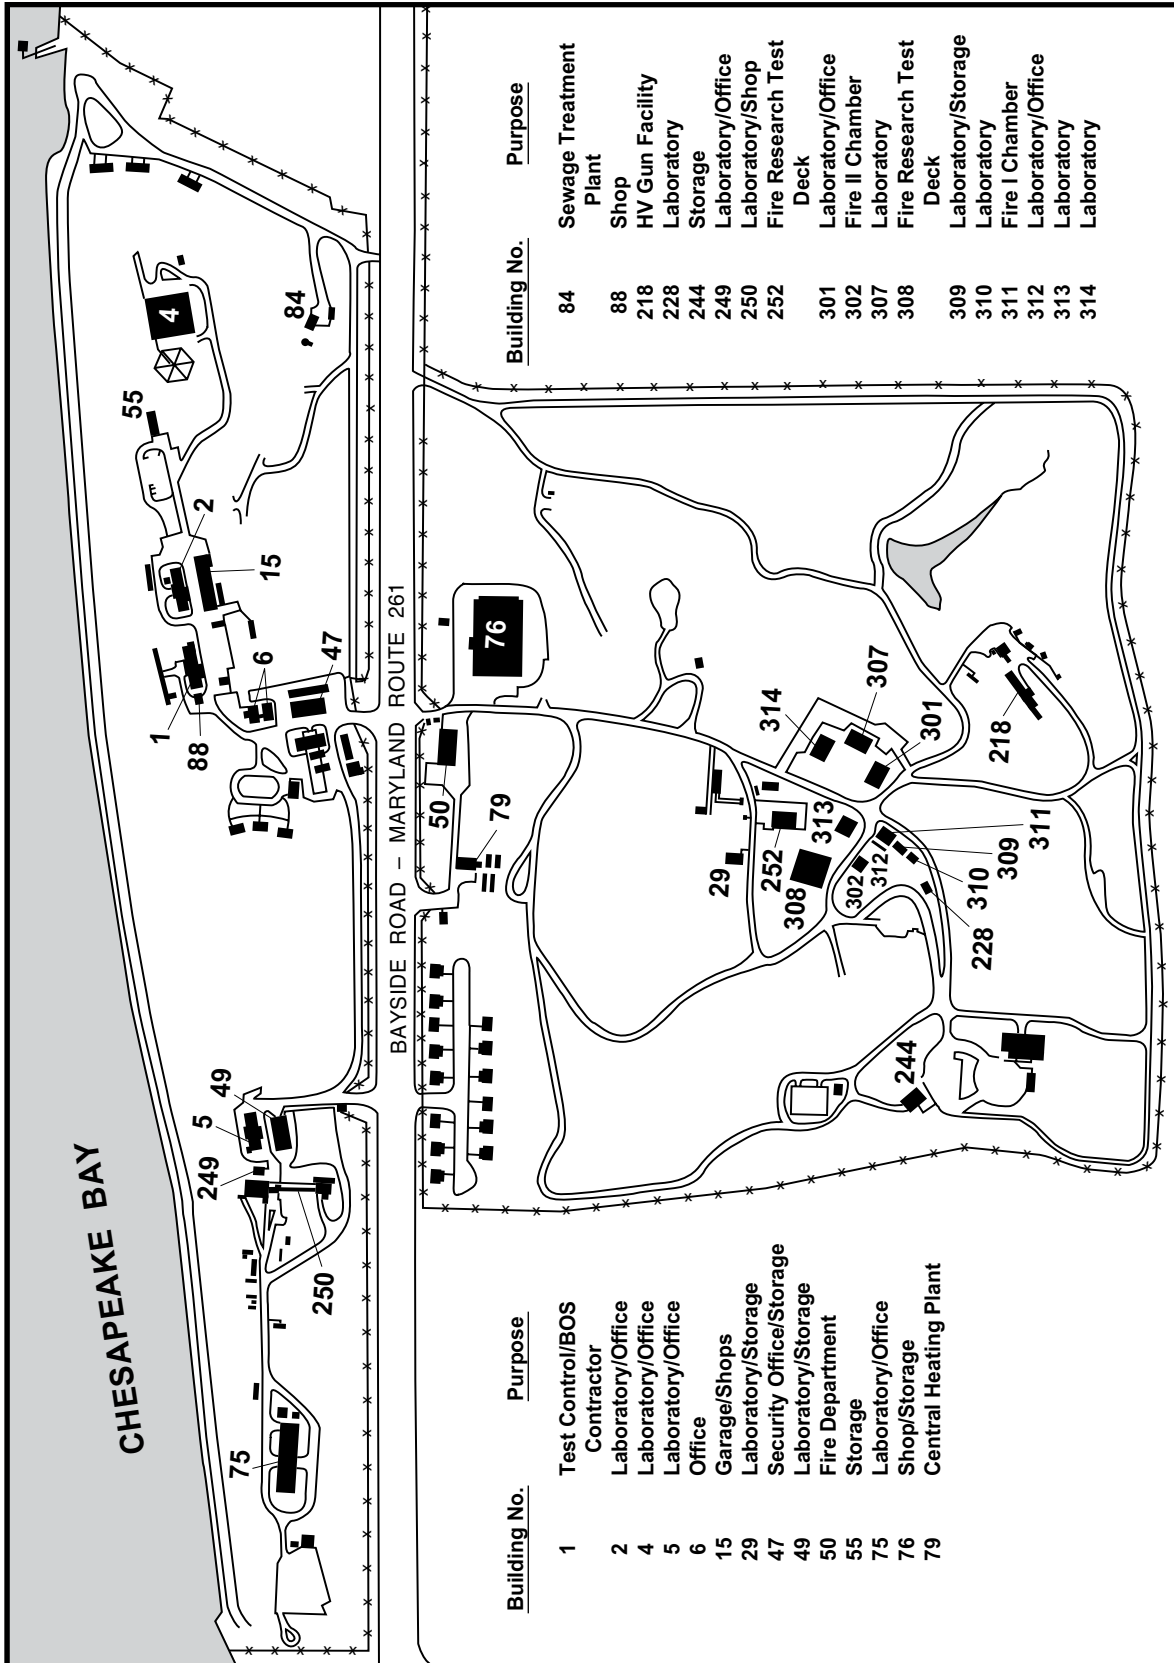 CHESAPEAKE BAY
75
250
249
5
49
1
88
6
47
2
15
55
4
84
BAYSIDE ROAD – MARYLAND ROUTE 261
50
79
76
29
252
308
313
314
307
301
302
312
311
309
310
228
218
244
Building No. Purpose
1 Test Control/BOS
Contractor
2 Laboratory/Office
4 Laboratory/Office
5 Laboratory/Office
6 Office
15 Garage/Shops
29 Laboratory/Storage
47 Security Office/Storage
49 Laboratory/Storage
50 Fire Department
55 Storage
75 Laboratory/Office
76 Shop/Storage
79 Central Heating Plant
Building No. Purpose
84 Sewage Treatment
Plant
88 Shop
218 HV Gun Facility
228 Laboratory
244 Storage
249 Laboratory/Office
250 Laboratory/Shop
252 Fire Research Test
Deck
301 Laboratory/Office
302 Fire II Chamber
307 Laboratory
308 Fire Research Test
Deck
309 Laboratory/Storage
310 Laboratory
311 Fire I Chamber
312 Laboratory/Office
313 Laboratory
314 Laboratory